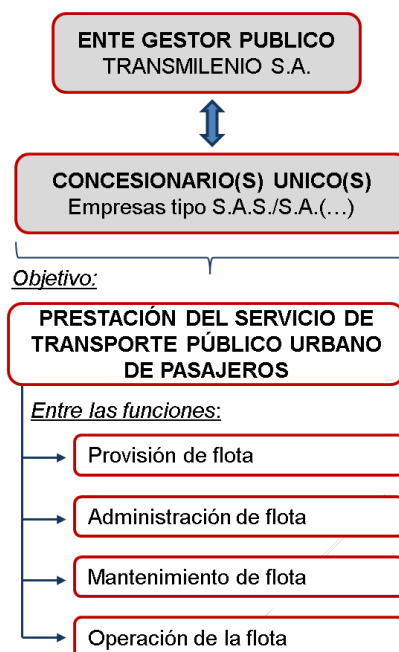 ENTE GESTOR PUBLICO
TRANSMILENIO S.A.
CONCESIONARIO(S) UNICO(S)
Empresas tipo S.A.S./S.A.(…)
Objetivo:
PRESTACIÓN DEL SERVICIO DE
TRANSPORTE PÚBLICO URBANO
DE PASAJEROS
Entre las funciones:
Provisión de flota
Administración de flota
Mantenimiento de flota
Operación de la flota